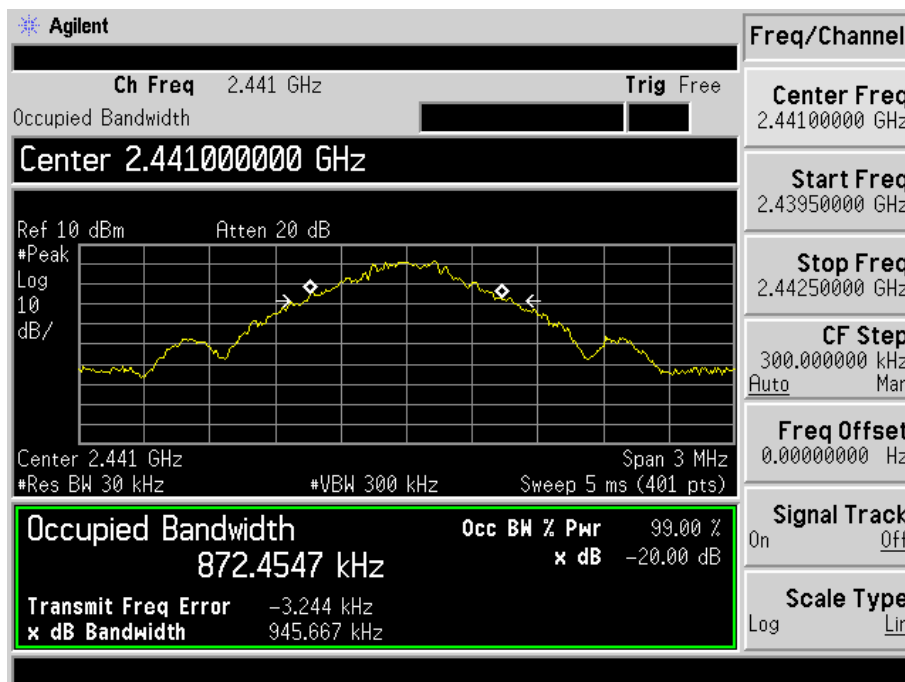 Agilent
Freq/Channel
Ch Freq 2.441 GHz Trig Free
Occupied Bandwidth
Center 2.441000000 GHz
Ref 10 dBm Atten 20 dB
#Peak
Log
10
dB/
Center 2.441 GHz Span 3 MHz
#Res BW 30 kHz #VBW 300 kHz Sweep 5 ms (401 pts)
Occupied Bandwidth
872.4547 kHz
Occ BW % Pwr 99.00 %
x dB -20.00 dB
Transmit Freq Error -3.244 kHz
x dB Bandwidth 945.667 kHz
Center Freq
2.44100000 GHz
Start Freq
2.43950000 GHz
Stop Freq
2.44250000 GHz
CF Step
300.000000 kHz
Auto Man
Freq Offset
0.00000000 Hz
Signal Track
On Off
Scale Type
Log Lin